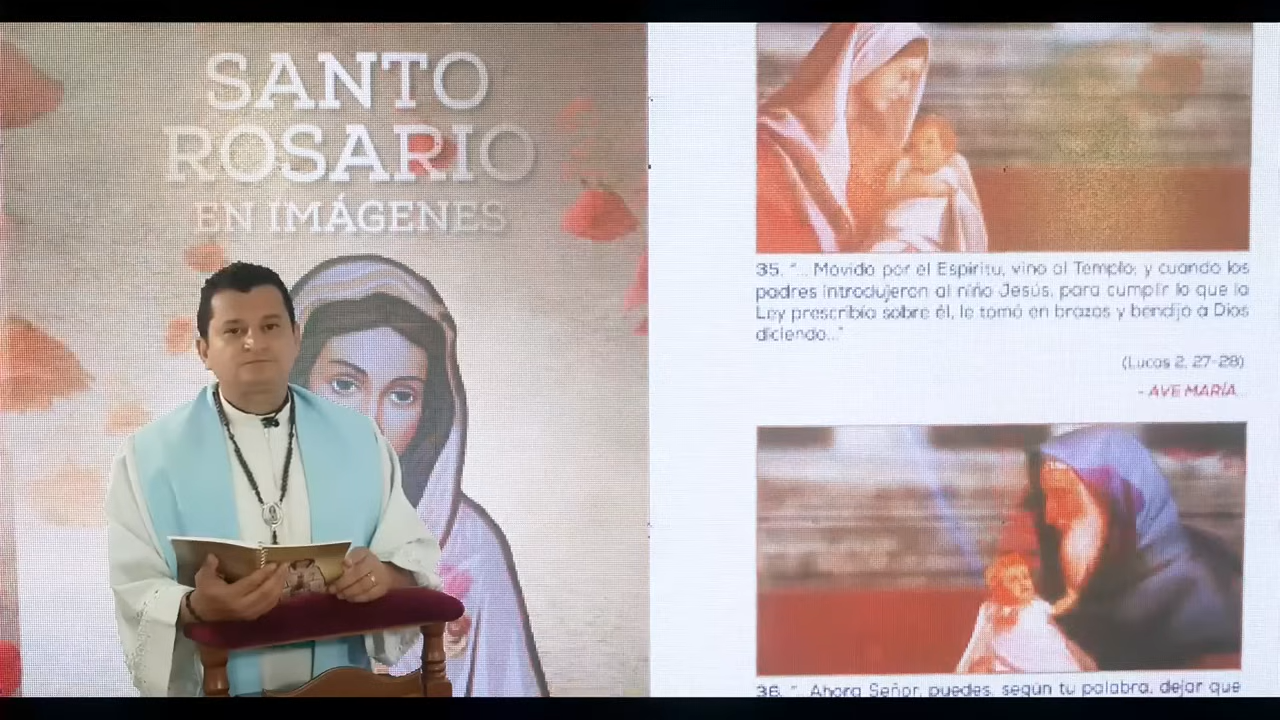 SANTO
ROSARIO
EN IMÁGENES
35. "... Movido por el Espíritu, vino al Templo; y cuando los
padres introdujeron al niño Jesús, para cumplir lo que la
Ley prescribía sobre él, le tomó en brazos y bendijo a Dios
diciendo..."
(Lucas 2, 27-28)
- AVE MARÍA...
36. "... Ahora Señor, puedes, según tu palabra, dejar que